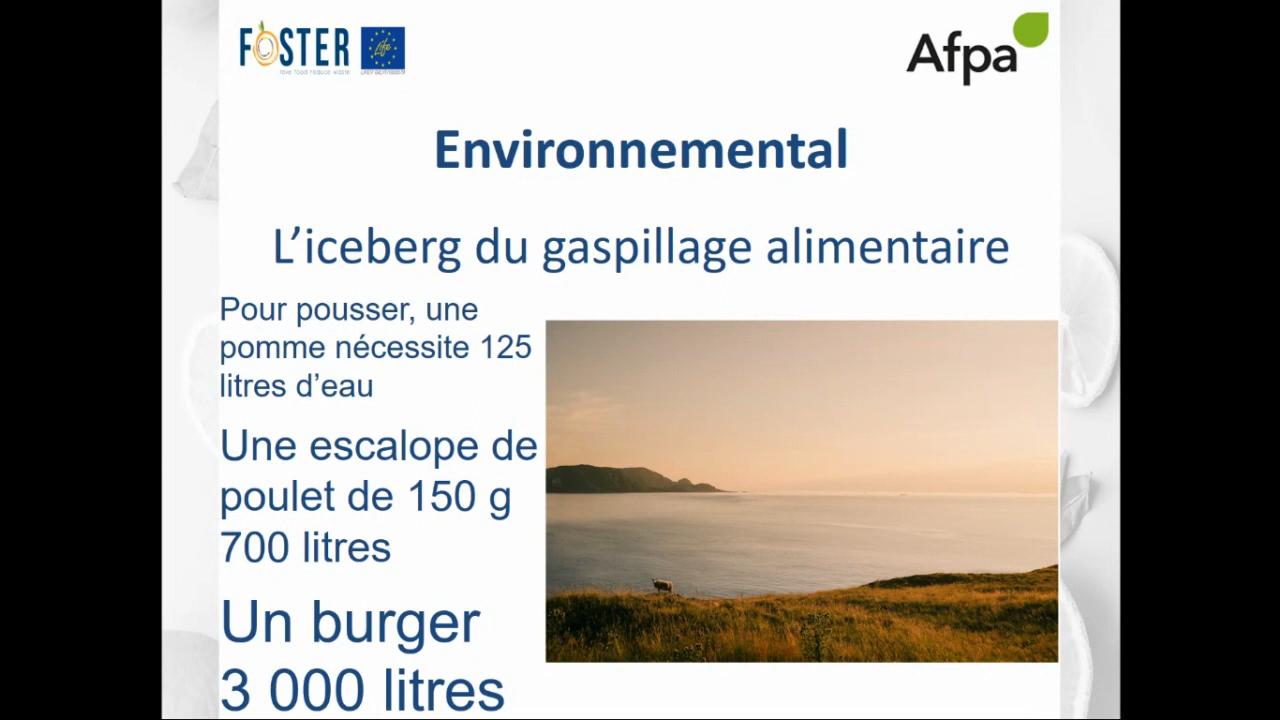 FOSTER
love food reduce waste
Life
Afpa
Environnemental
L’iceberg du gaspillage alimentaire
Pour pousser, une
pomme nécessite 125
litres d’eau
Une escalope de
poulet de 150 g
700 litres
Un burger
3 000 litres